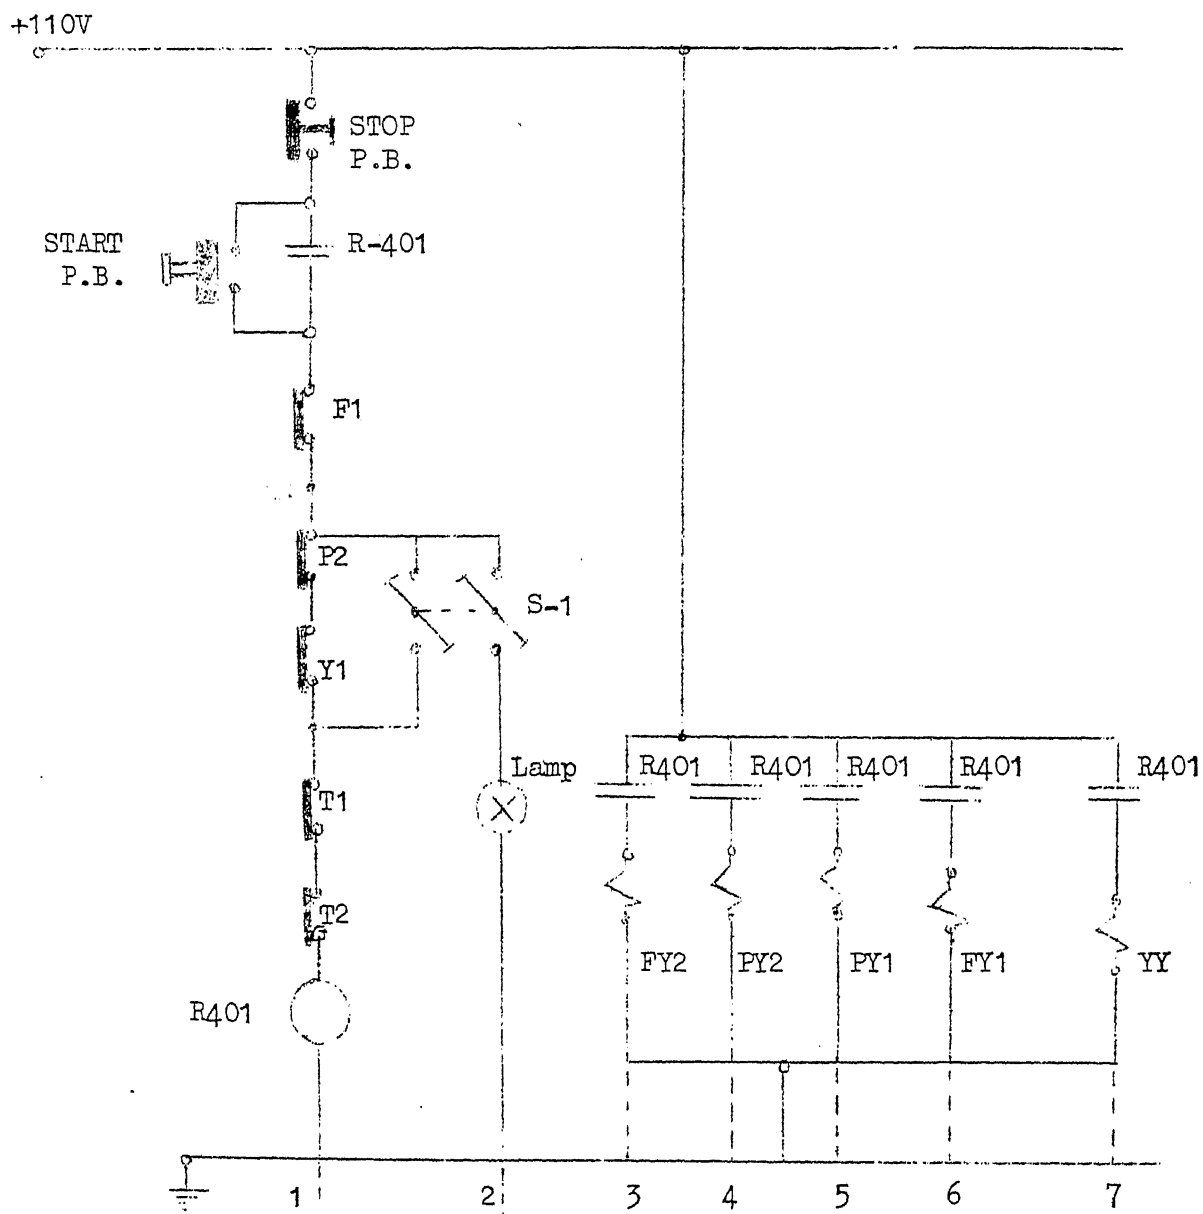 +110V
STOP
P.B.
START
P.B.
R-401
F1
P2
S-1
Y1
Lamp
R401
R401
R401
R401
R401
T1
T2
FY2
PY2
PY1
FY1
YY
R401
1
2
3
4
5
6
7